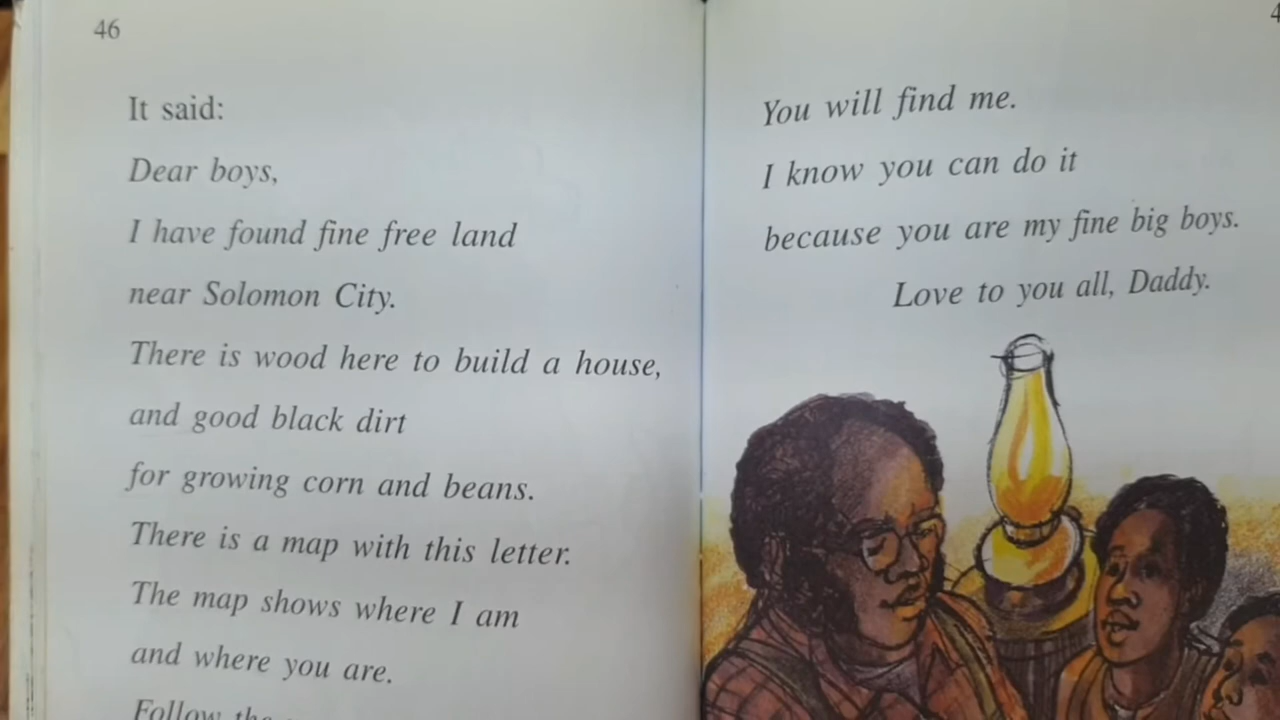 46
It said:
Dear boys,
I have found fine free land
near Solomon City.
There is wood here to build a house,
and good black dirt
for growing corn and beans.
There is a map with this letter.
The map shows where I am
and where you are.
Follow the
You will find me.
I know you can do it
because you are my fine big boys.
Love to you all, Daddy.